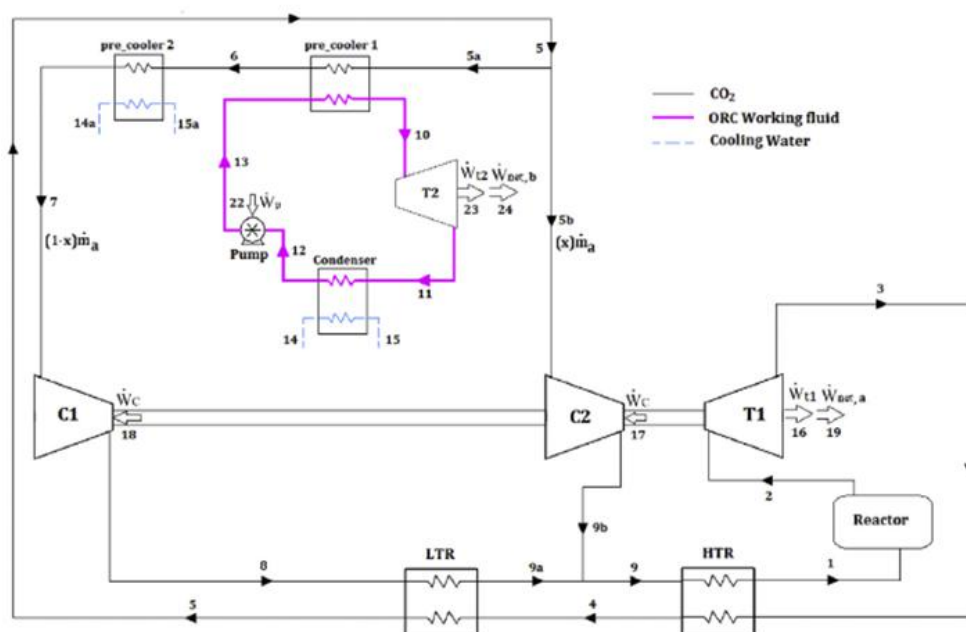 pre_cooler 2
6
pre_cooler 1
5a
5
14a
15a
CO₂
ORC Working fluid
Cooling Water
10
13
T2
Ẇt2 Ẇnet,b
23 24
22 Ẇp
Pump
12
Condenser
11
14 15
7
(1-x)ṁa
5b
(x)ṁa
3
C1
ẆC
18
C2
ẆC
17
T1
Ẇt1 Ẇnet,a
16 19
2
Reactor
9b
8
LTR
9a
9
HTR
1
5
4